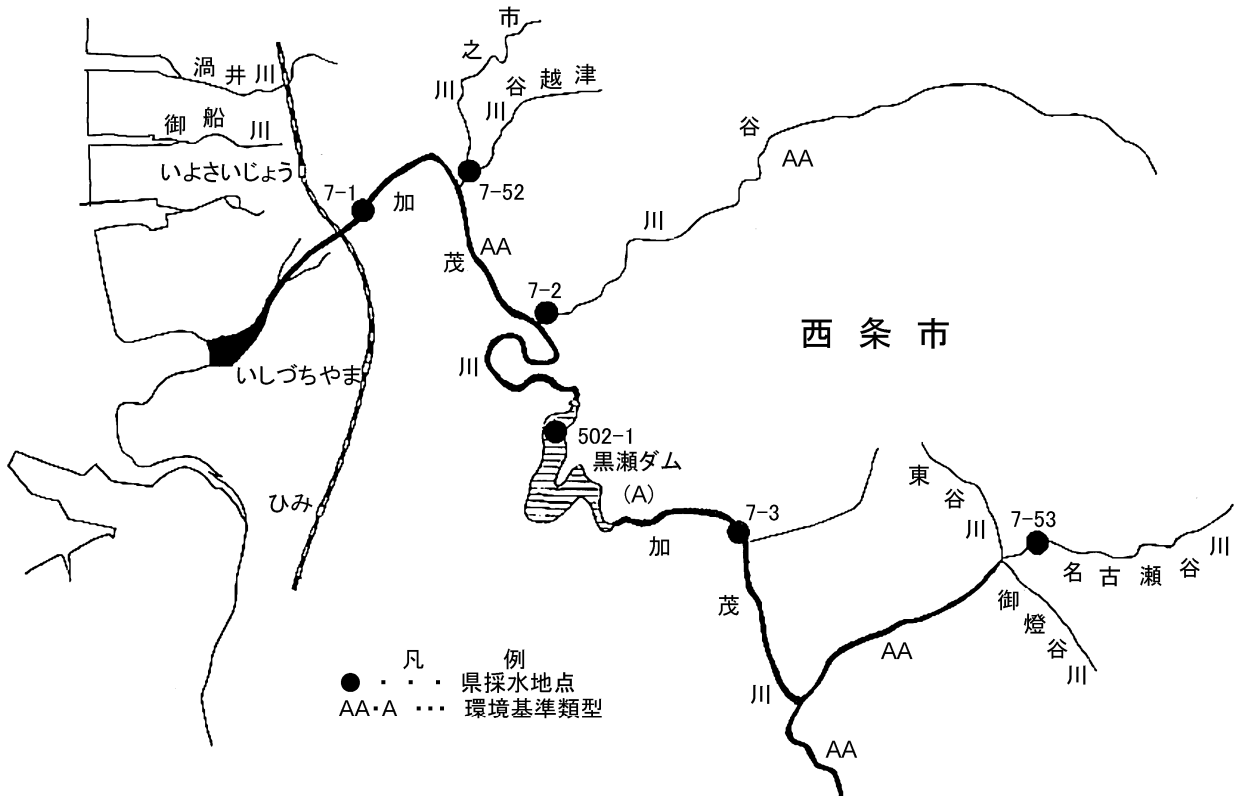 渦井川
御船川
いよさいじょう
市之川
津越谷川
7-1
7-52
加茂川
AA
7-2
谷川
AA
西条市
いしづちやま
502-1
黒瀬ダム
(A)
ひみ
7-3
加茂川
東谷川
7-53
名古瀬谷川
御燈谷川
AA
AA
凡例
●・・・県採水地点
AA・A ・・・環境基準類型